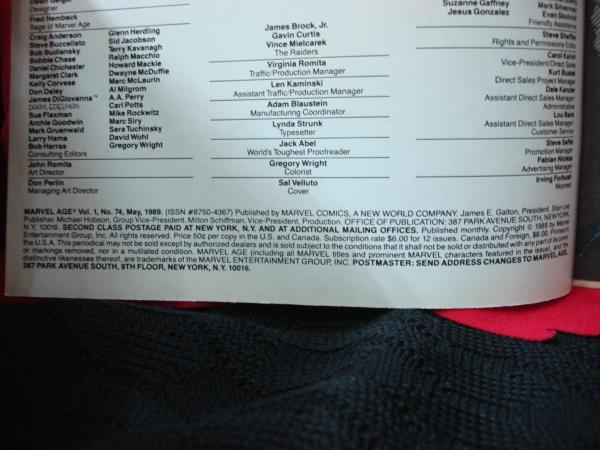 Designer
Fred Hembeck
Sage of Marvel Age
Craig Anderson
Steve Buccellato
Bob Budiansky
Bobbie Chase
Daniel Chichester
Margaret Clark
Kelly Corvese
Don Daley
James DiGiovanna™
DARYL EDELMAN
Sue Flaxman
Archie Goodwin
Mark Gruenwald
Larry Hama
Bob Harras
Glenn Herdling
Sid Jacobson
Terry Kavanagh
Ralph Macchio
Howard Mackie
Dwayne McDuffie
Marc McLaurin
Al Milgrom
A.A. Perry
Carl Potts
Mike Rockwitz
Marc Siry
Sara Tuchinsky
David Wohl
Gregory Wright
Consulting Editors
John Romita
Art Director
Don Perlin
Managing Art Director
James Brock, Jr.
Gavin Curtis
Vince Mielcarek
The Raiders
Virginia Romita
Traffic/Production Manager
Len Kaminski
Assistant Traffic/Production Manager
Adam Blaustein
Manufacturing Coordinator
Lynda Strunk
Typesetter
Jack Abel
World's Toughest Proofreader
Gregory Wright
Colorist
Sal Velluto
Cover
Suzanne Gaffney
Jesus Gonzalez
Mark Silverman
Evan Skolnick
Friendly Assistants
Steve Shaffer
Rights and Permissions
Carol Kalish
Vice-President Direct Sales
Kurt Busiek
Direct Sales Project Manager
Dale Kanzler
Assistant Direct Sales Manager
Administrative
Lou Bank
Assistant Direct Sales Manager
Customer Service
Steve Saffel
Promotion Manager
Fabian Nicieza
Advertising Manager
Irving Forbush
Mooned
MARVEL AGE® Vol. 1, No. 74, May, 1989. (ISSN #8750-4367) Published by MARVEL COMICS, A NEW WORLD COMPANY. James E. Galton, President. Stan Lee,
Publisher. Michael Hobson, Group Vice-President. Milton Schiffman, Vice-President, Production. OFFICE OF PUBLICATION: 387 PARK AVENUE SOUTH, NEW YORK,
N.Y. 10016. SECOND CLASS POSTAGE PAID AT NEW YORK, N.Y. AND AT ADDITIONAL MAILING OFFICES. Published monthly. Copyright © 1989 by Marvel
Entertainment Group, Inc. All rights reserved. Price 50¢ per copy in the U.S. and Canada. Subscription rate $6.00 for 12 issues. Canada and Foreign, $8.00. Printed in
the U.S.A. This periodical may not be sold except by authorized dealers and is sold subject to the conditions that it shall not be sold or distributed with any part of its cover
or markings removed, nor in a mutilated condition. MARVEL AGE (including all MARVEL titles and prominent MARVEL characters featured in the issue), and the
distinctive likenesses thereof, are trademarks of the MARVEL ENTERTAINMENT GROUP, INC. POSTMASTER: SEND ADDRESS CHANGES TO MARVEL AGE,
387 PARK AVENUE SOUTH, 9TH FLOOR, NEW YORK, N.Y. 10016.